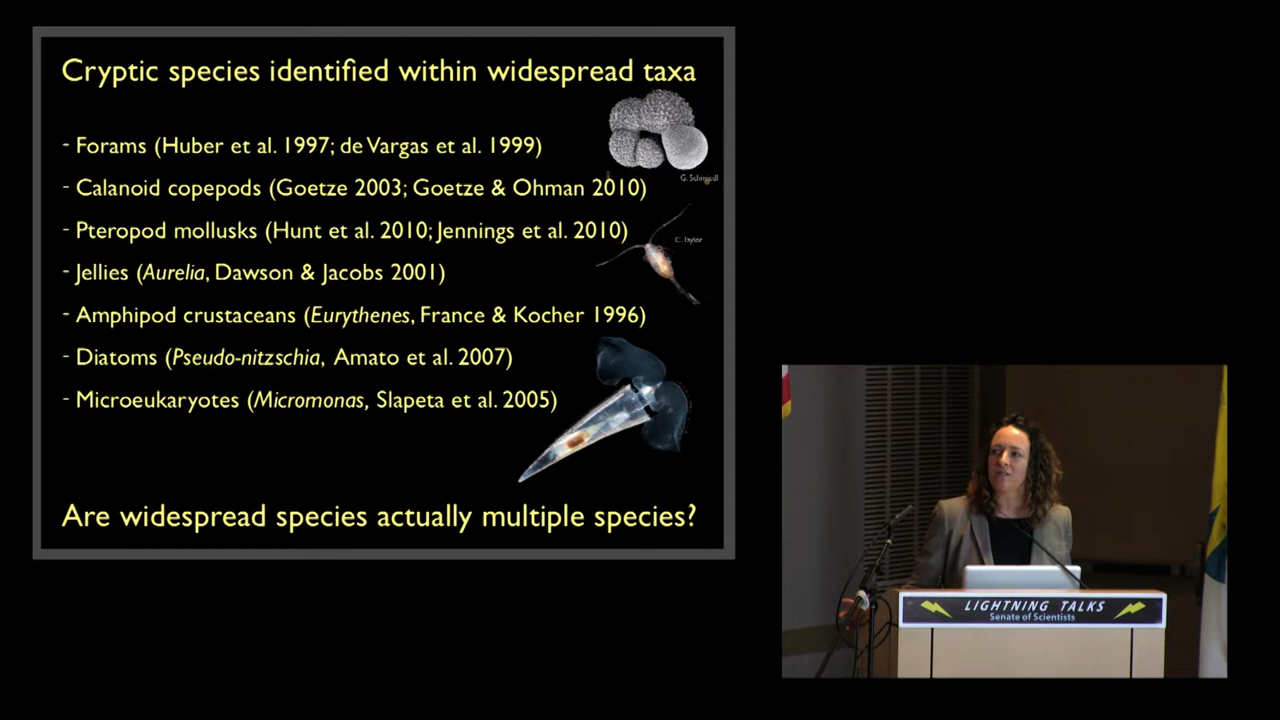 Cryptic species identified within widespread taxa
- Forams (Huber et al. 1997; de Vargas et al. 1999)
G. Schmiedl
- Calanoid copepods (Goetze 2003; Goetze & Ohman 2010)
- Pteropod mollusks (Hunt et al. 2010; Jennings et al. 2010)
C. Taylor
- Jellies (Aurelia, Dawson & Jacobs 2001)
- Amphipod crustaceans (Eurythenes, France & Kocher 1996)
- Diatoms (Pseudo-nitzschia, Amato et al. 2007)
- Microeukaryotes (Micromonas, Slapeta et al. 2005)
Are widespread species actually multiple species?
LIGHTNING TALKS
Senate of Scientists